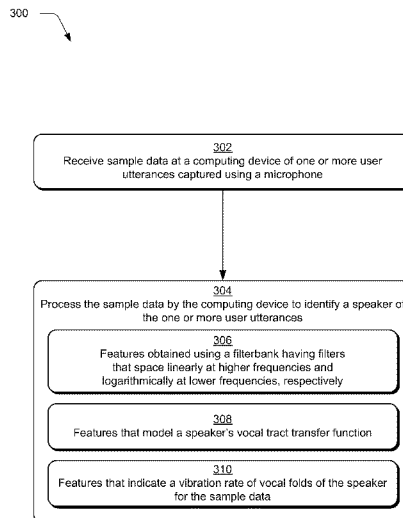 300
302
Receive sample data at a computing device of one or more user
utterances captured using a microphone
304
Process the sample data by the computing device to identify a speaker of
the one or more user utterances
306
Features obtained using a filterbank having filters
that space linearly at higher frequencies and
logarithmically at lower frequencies, respectively
308
Features that model a speaker's vocal tract transfer function
310
Features that indicate a vibration rate of vocal folds of the speaker
for the sample data